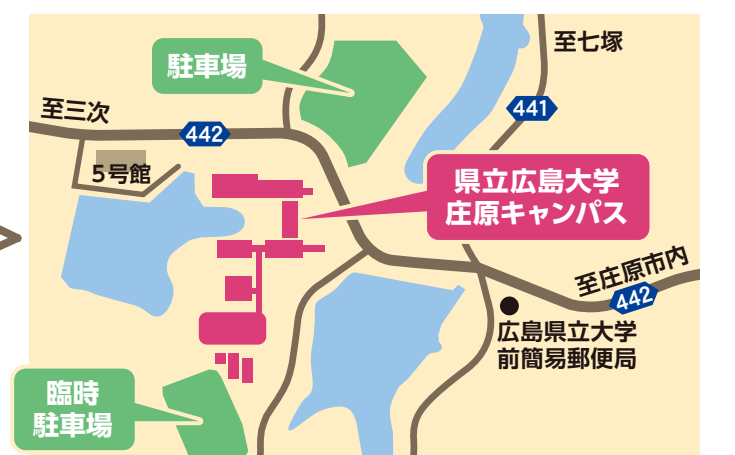 駐車場
至七塚
至三次
442
441
5号館
県立広島大学
庄原キャンパス
至庄原市内
442
広島県立大学
前簡易郵便局
臨時
駐車場